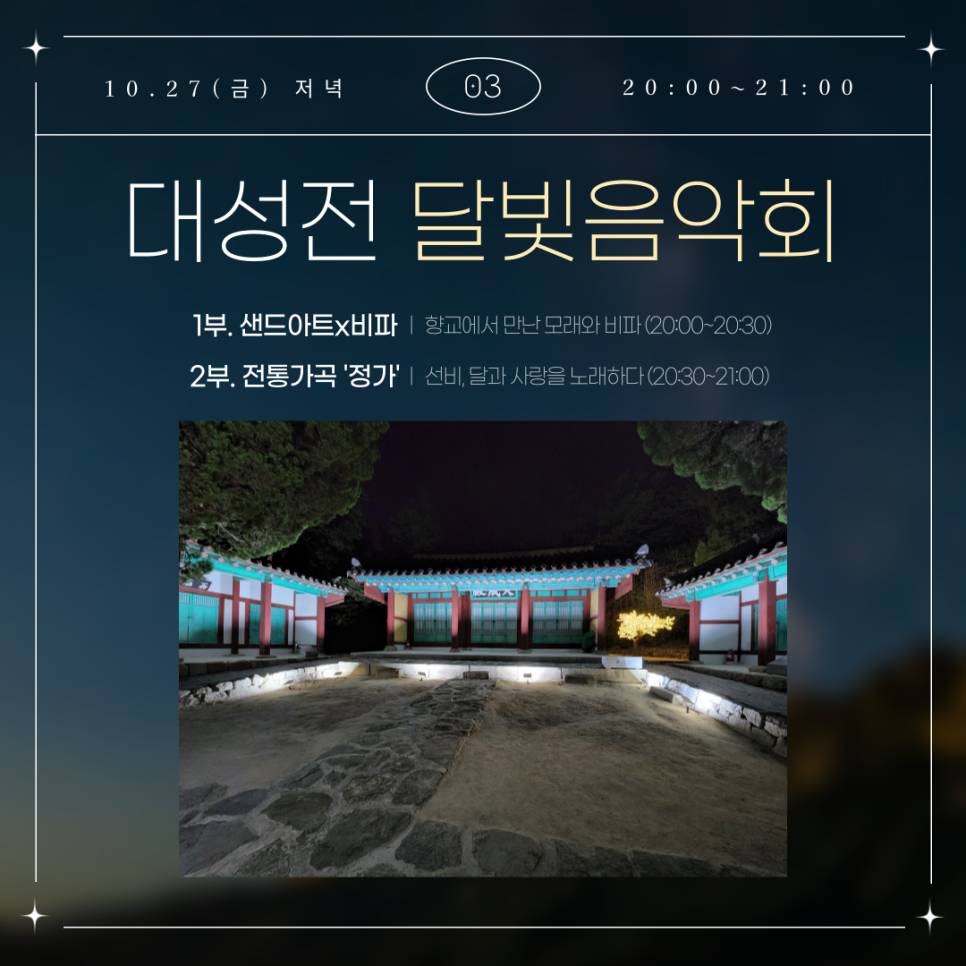 10.27(금) 저녁
03
20:00~21:00
대성전 달빛음악회
1부. 샌드아트x비파 | 향교에서 만난 모래와 비파 (20:00~20:30)
2부. 전통가곡 '정가' | 선비, 달과 사랑을 노래하다 (20:30~21:00)